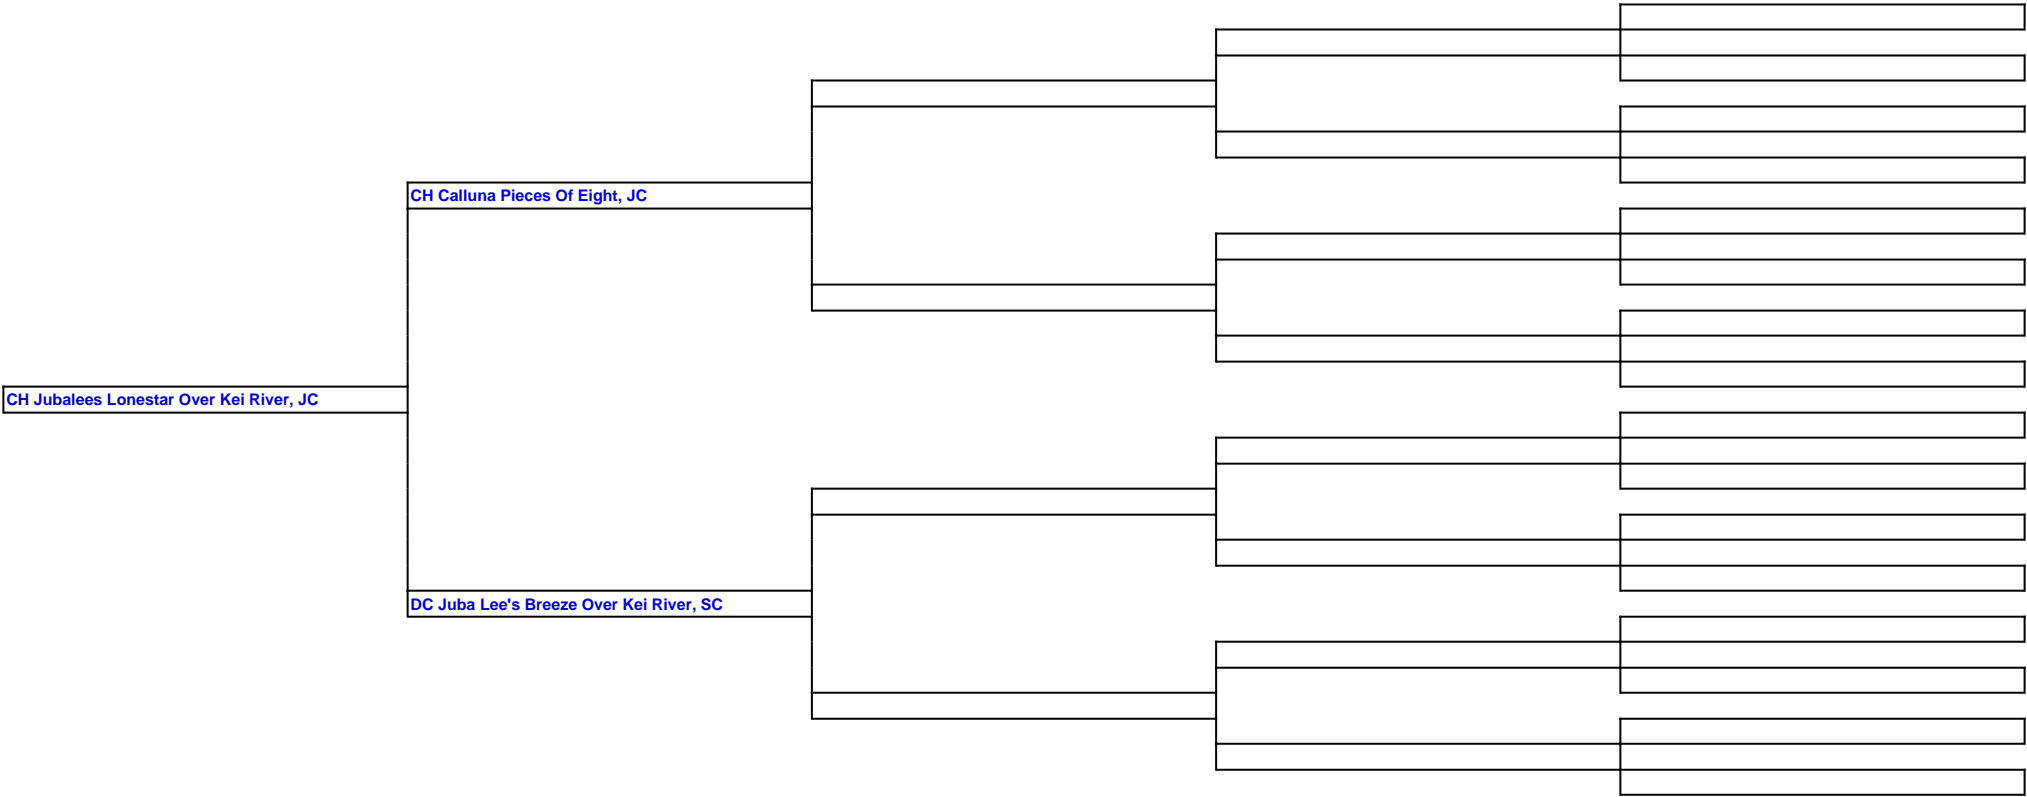 CH Calluna Pieces Of Eight, JC
CH Jubalees Lonestar Over Kei River, JC
DC Juba Lee's Breeze Over Kei River, SC